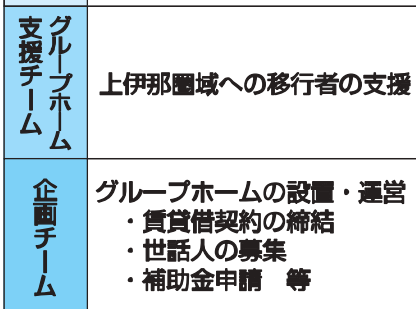 グループホーム
支援チーム
上伊那圏域への移行者の支援
企画チーム
グループホームの設置・運営
・賃貸借契約の締結
・世話人の募集
・補助金申請　等